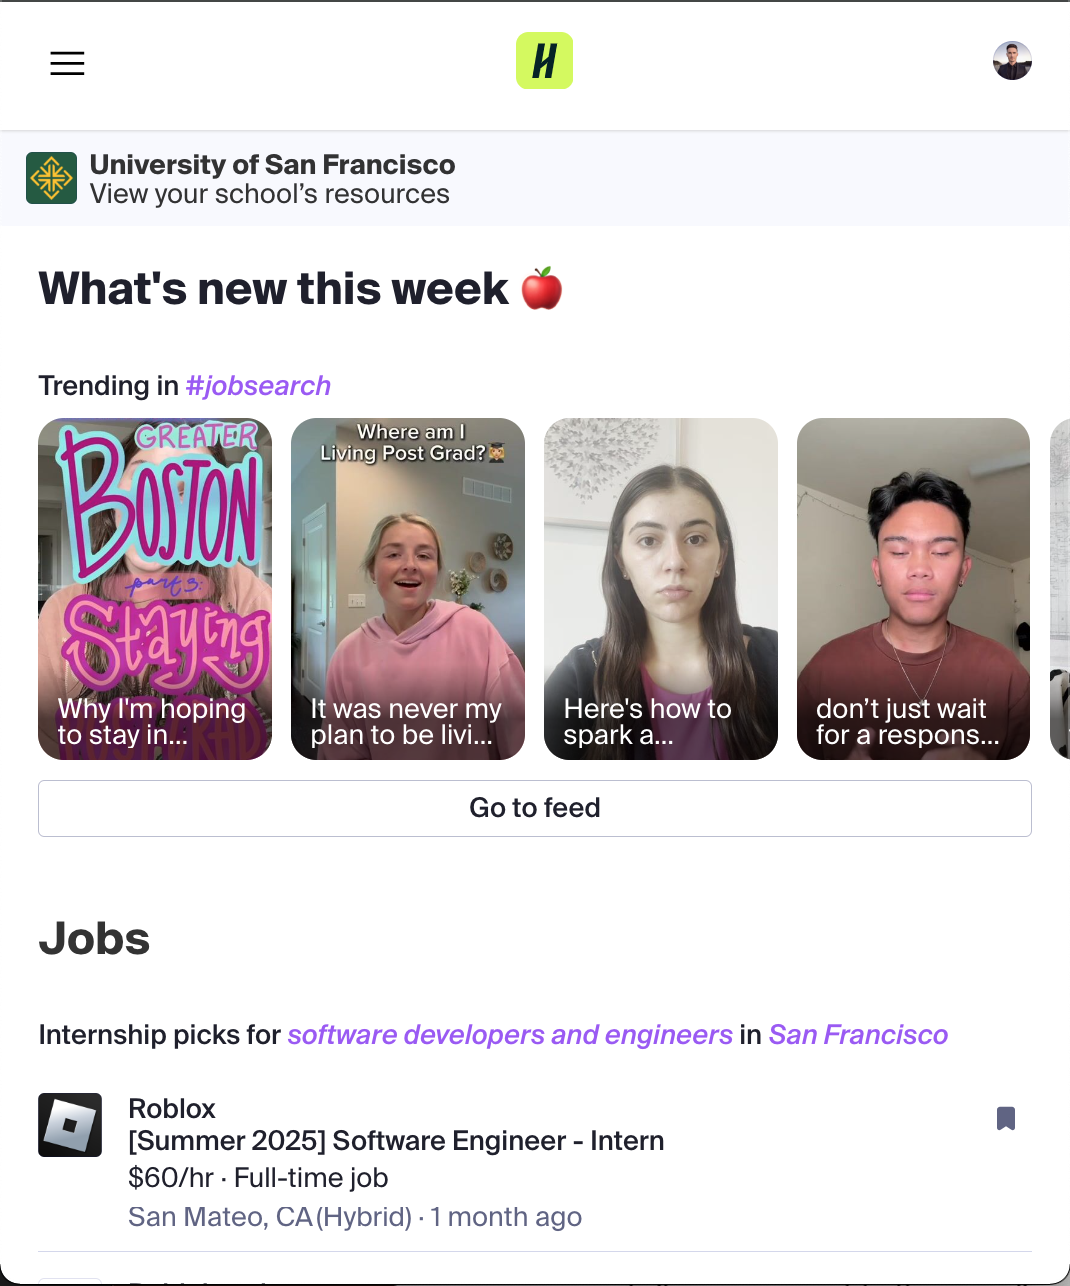 H
University of San Francisco
View your school’s resources
What's new this week
Trending in #jobsearch
GREATER
BOSTON
part 3:
Staying
Why I'm hoping
to stay in...
Where am I
Living Post Grad?
It was never my
plan to be livi...
Here's how to
spark a...
don’t just wait
for a respons...
Go to feed
Jobs
Internship picks for software developers and engineers in San Francisco
Roblox
[Summer 2025] Software Engineer - Intern
$60/hr · Full-time job
San Mateo, CA (Hybrid) · 1 month ago